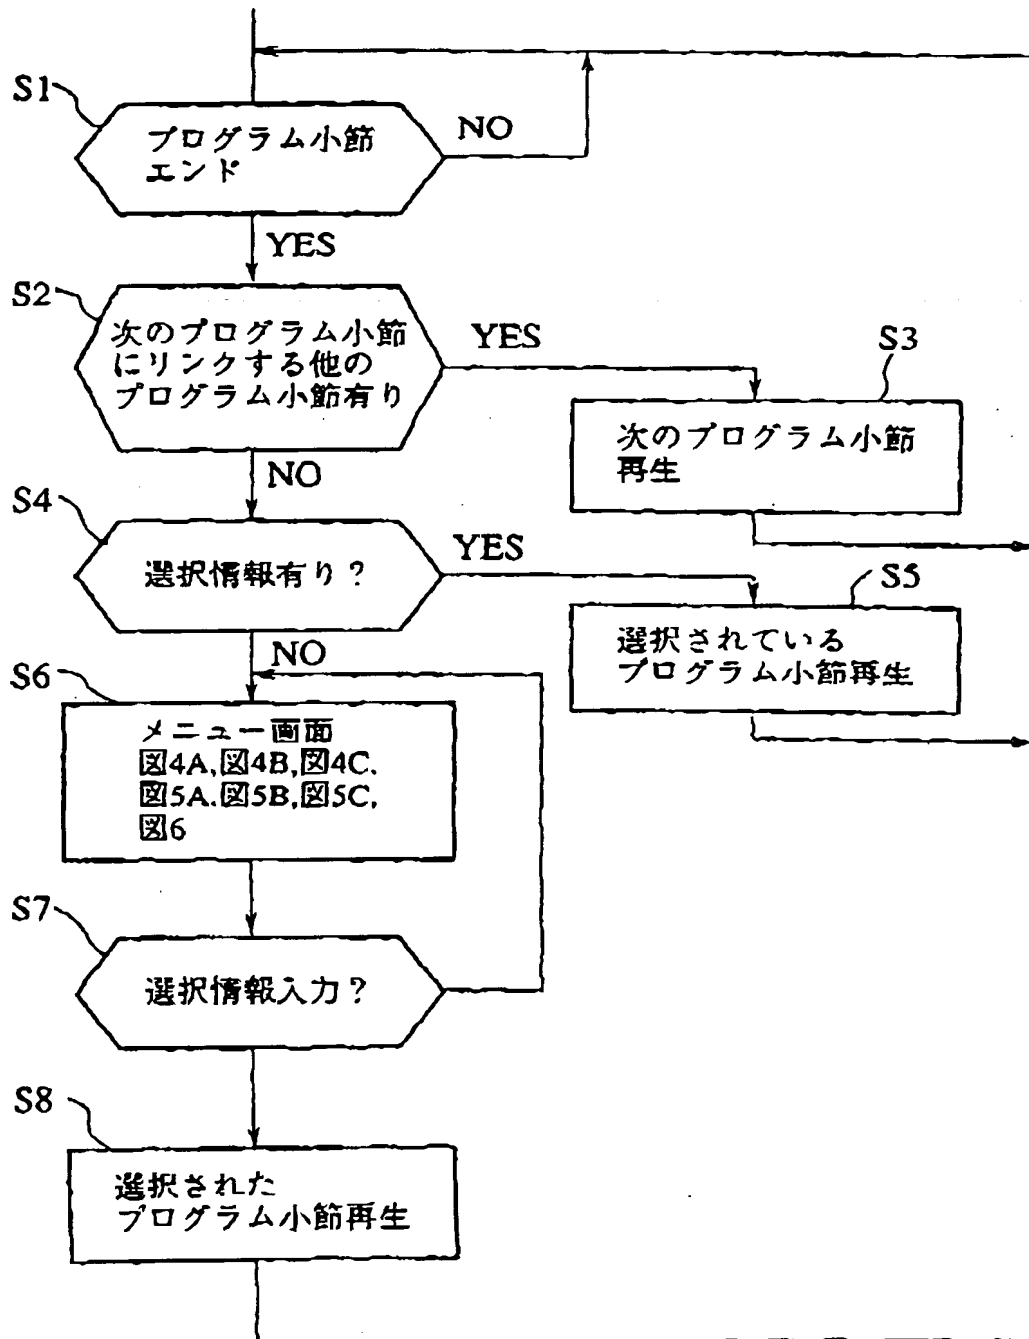 S1
プログラム小節
エンド
NO
YES
S2
次のプログラム小節
にリンクする他の
プログラム小節有り
YES
S3
次のプログラム小節
再生
NO
S4
選択情報有り？
YES
S5
選択されている
プログラム小節再生
NO
S6
メニュー画面
図4A,図4B,図4C.
図5A.図5B,図5C,
図6
S7
選択情報入力？
S8
選択された
プログラム小節再生